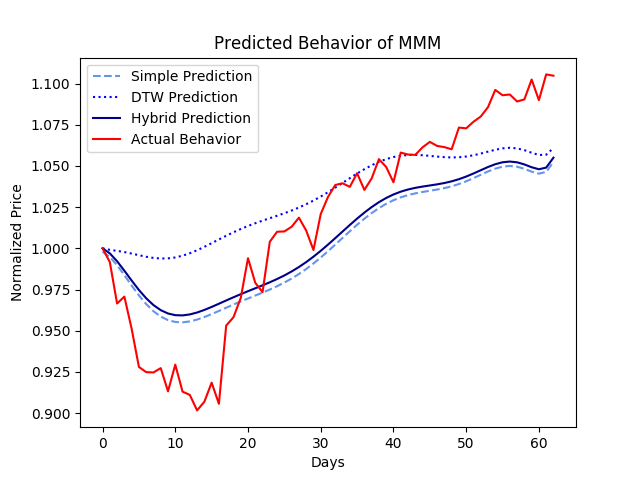 Predicted Behavior of MMM
Simple Prediction
DTW Prediction
Hybrid Prediction
Actual Behavior
1.100
1.075
1.050
1.025
1.000
0.975
0.950
0.925
0.900
Normalized Price
0 10 20 30 40 50 60
Days